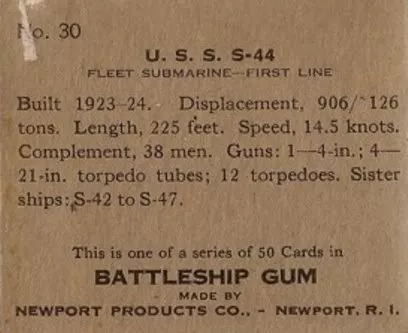 No. 30
U. S. S. S-44
FLEET SUBMARINE—FIRST LINE
Built 1923-24. Displacement, 906/ 126
tons. Length, 225 feet. Speed, 14.5 knots.
Complement, 38 men. Guns: 1—4-in.; 4—
21-in. torpedo tubes; 12 torpedoes. Sister
ships: S-42 to S-47.
This is one of a series of 50 Cards in
BATTLESHIP GUM
MADE BY
NEWPORT PRODUCTS CO., - NEWPORT, R. I.